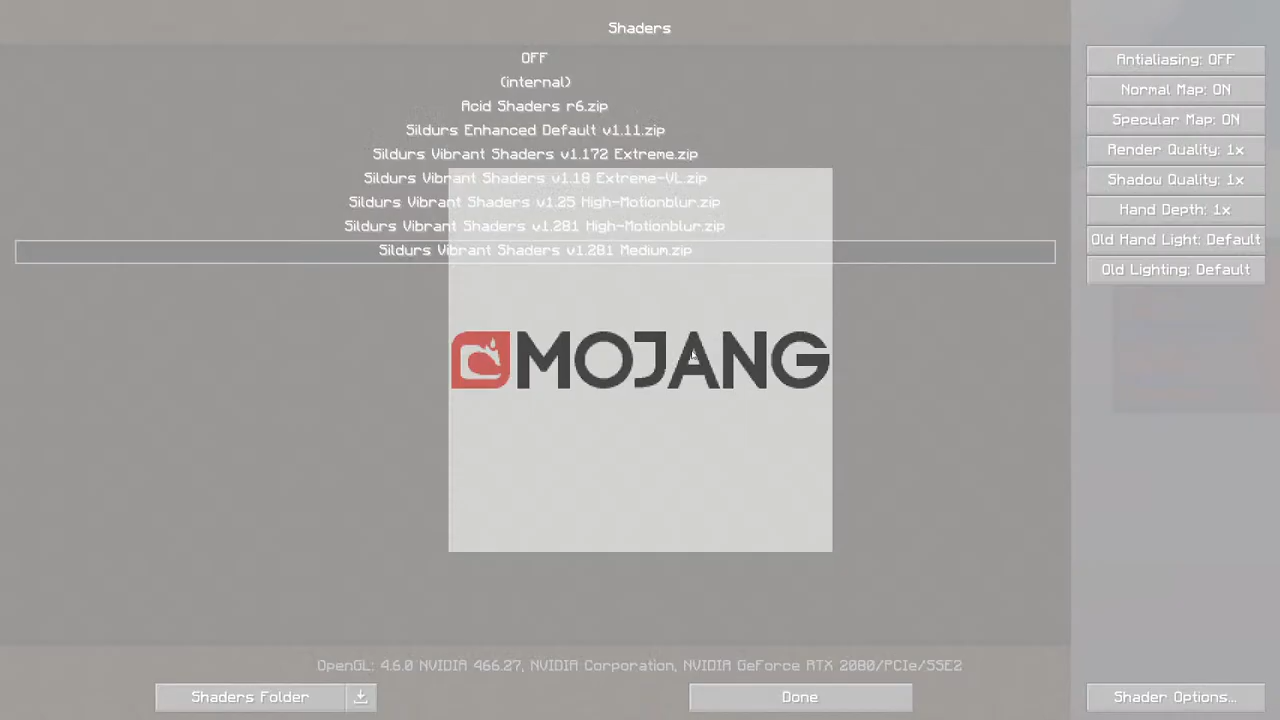 Shaders
OFF
(internal)
Acid Shaders r6.zip
Sildurs Enhanced Default v1.11.zip
Sildurs Vibrant Shaders v1.172 Extreme.zip
Sildurs Vibrant Shaders v1.18 Extreme-VL.zip
Sildurs Vibrant Shaders v1.25 High-Motionblur.zip
Sildurs Vibrant Shaders v1.281 High-Motionblur.zip
Sildurs Vibrant Shaders v1.281 Medium.zip
Antialiasing: OFF
Normal Map: ON
Specular Map: ON
Render Quality: 1x
Shadow Quality: 1x
Hand Depth: 1x
Old Hand Light: Default
Old Lighting: Default
MOJANG
OpenGL: 4.6.0 NVIDIA 466.27, NVIDIA Corporation, NVIDIA GeForce RTX 2080/PCIe/SSE2
Shaders Folder
Done
Shader Options...